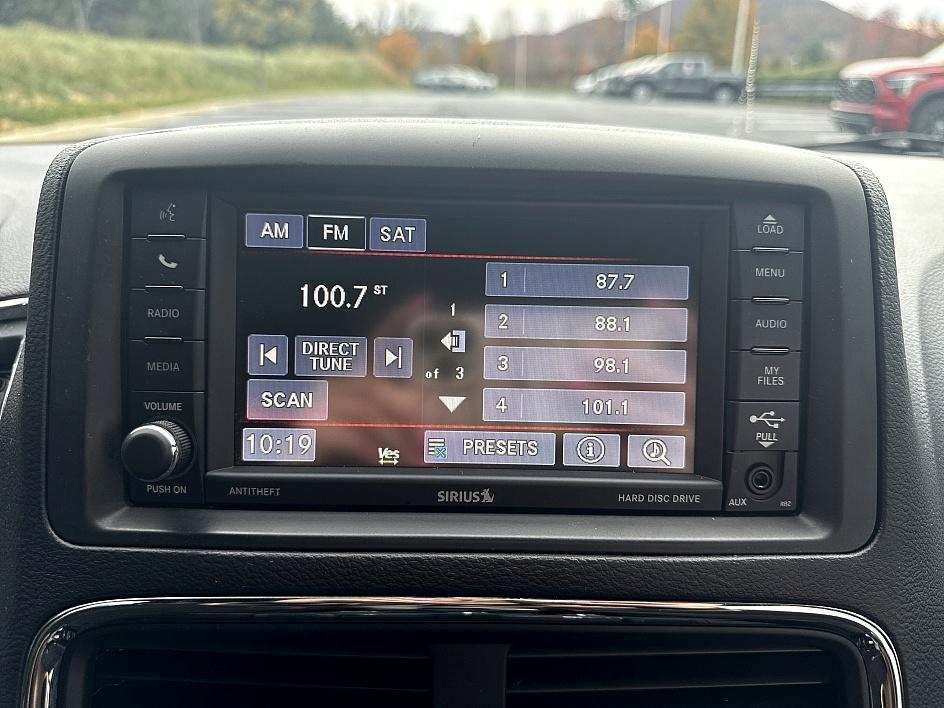 AM FM SAT
100.7 ST
DIRECT
TUNE
SCAN
10:19
Yes
1
of 3
1 87.7
2 88.1
3 98.1
4 101.1
PRESETS
RADIO
MEDIA
VOLUME
PUSH ON
LOAD
MENU
AUDIO
MY
FILES
PULL
AUX RBZ
ANTITHEFT
SIRIUS
HARD DISC DRIVE